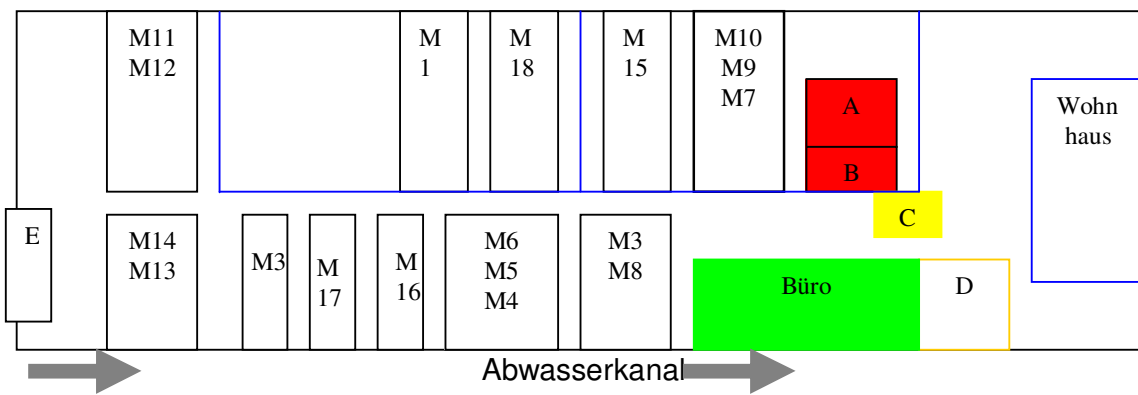 M11
M12
M
1
M
18
M
15
M10
M9
M7
A
B
C
Wohn
haus
E
M14
M13
M3
M
17
M
16
M6
M5
M4
M3
M8
Büro
D
Abwasserkanal